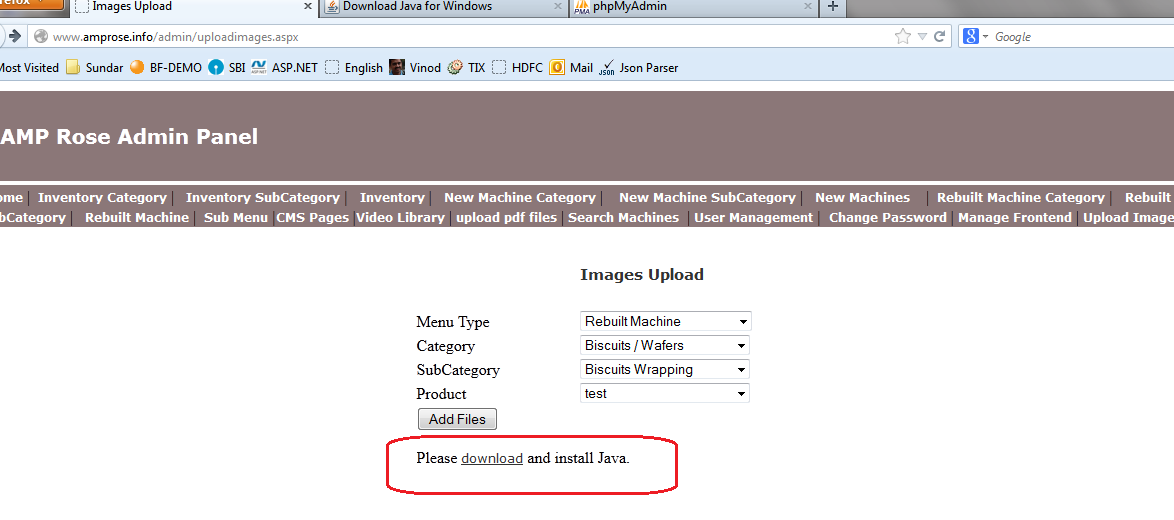 Images Upload × Download Java for Windows × phpMyAdmin × +
www.amprose.info/admin/uploadimages.aspx Google
Most Visited Sundar BF-DEMO SBI ASP.NET English Vinod TIX HDFC Mail Json Parser
AMP Rose Admin Panel
ome | Inventory Category | Inventory SubCategory | Inventory | New Machine Category | New Machine SubCategory | New Machines | Rebuilt Machine Category | Rebuilt
bCategory | Rebuilt Machine | Sub Menu | CMS Pages | Video Library | upload pdf files | Search Machines | User Management | Change Password | Manage Frontend | Upload Image
Images Upload
Menu Type Rebuilt Machine
Category Biscuits / Wafers
SubCategory Biscuits Wrapping
Product test
Add Files
Please download and install Java.